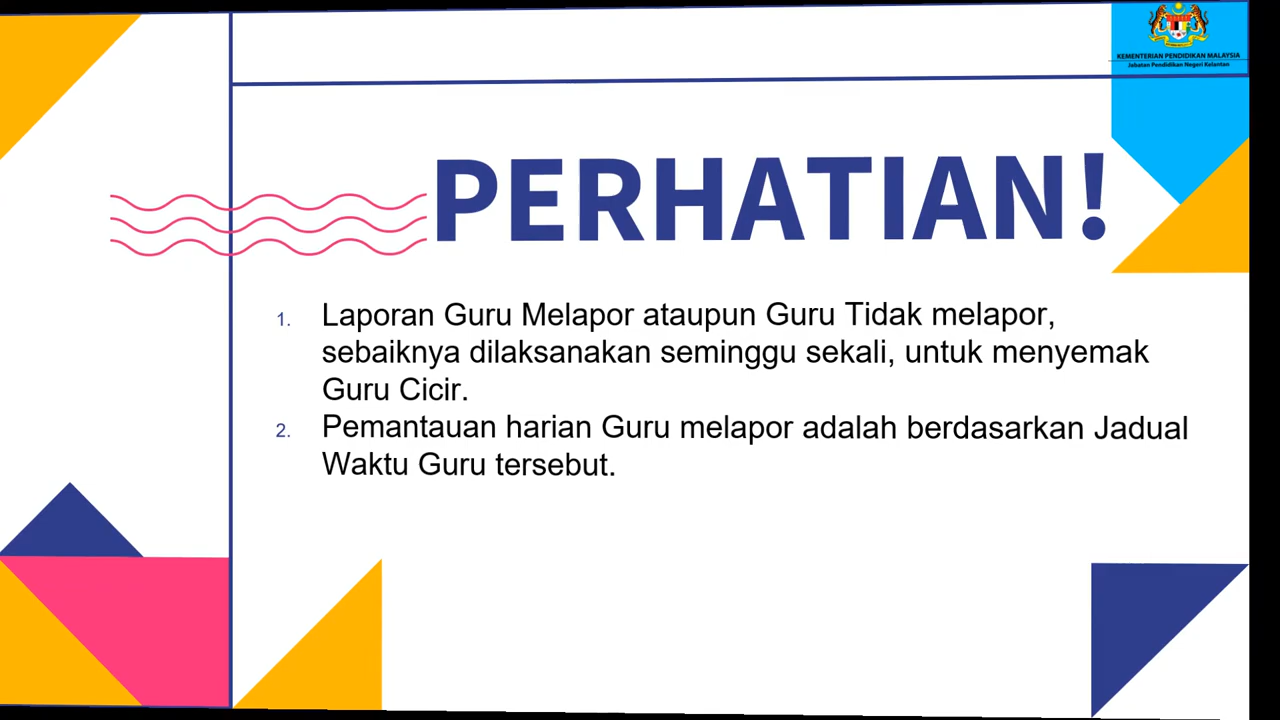 KEMENTERIAN PENDIDIKAN MALAYSIA
Jabatan Pendidikan Negeri Kelantan
PERHATIAN!
1. Laporan Guru Melapor ataupun Guru Tidak melapor,
sebaiknya dilaksanakan seminggu sekali, untuk menyemak
Guru Cicir.
2. Pemantauan harian Guru melapor adalah berdasarkan Jadual
Waktu Guru tersebut.